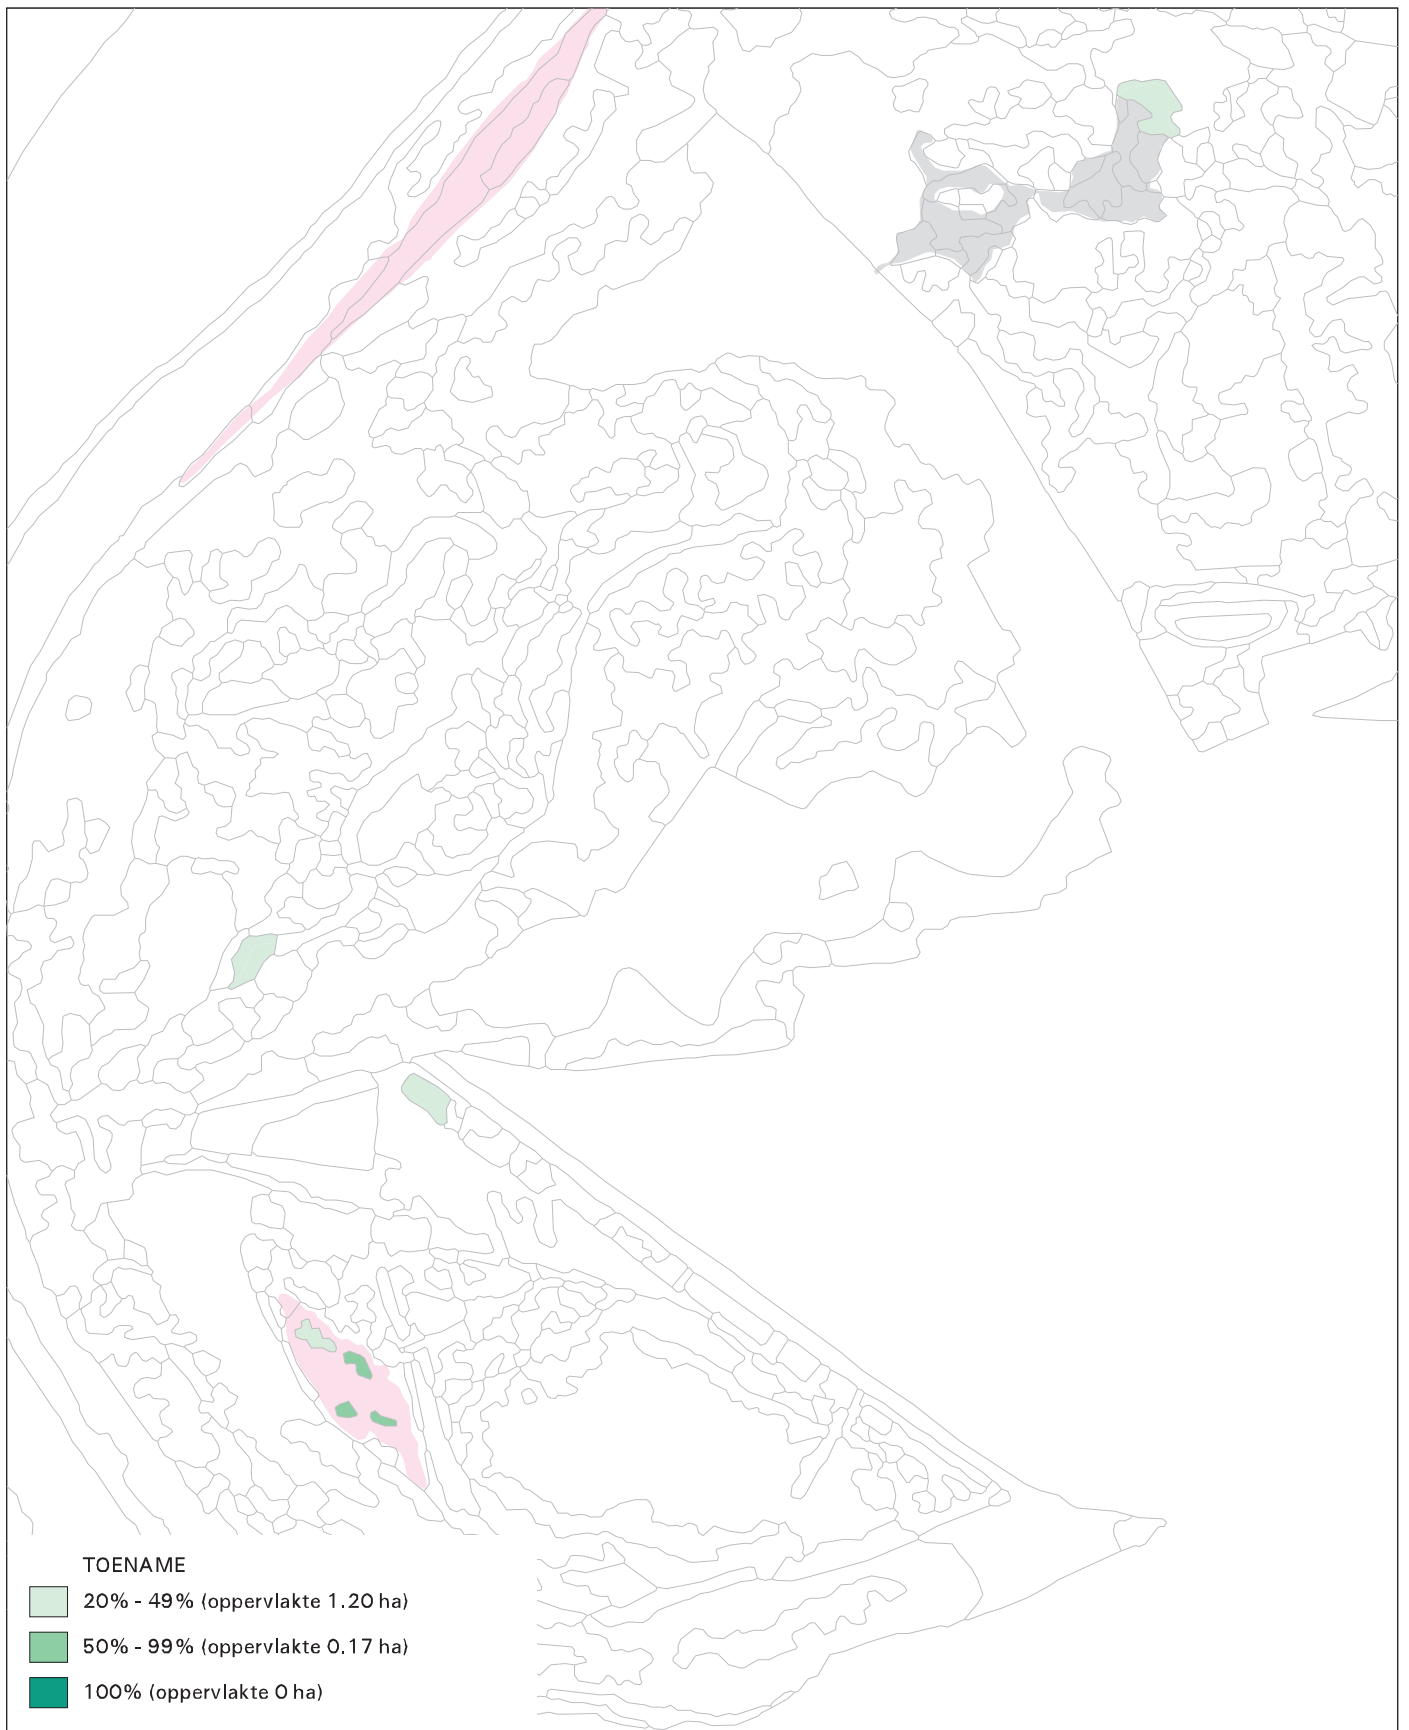 TOENAME
20% - 49% (oppervlakte 1.20 ha)
50% - 99% (oppervlakte 0.17 ha)
100% (oppervlakte 0 ha)